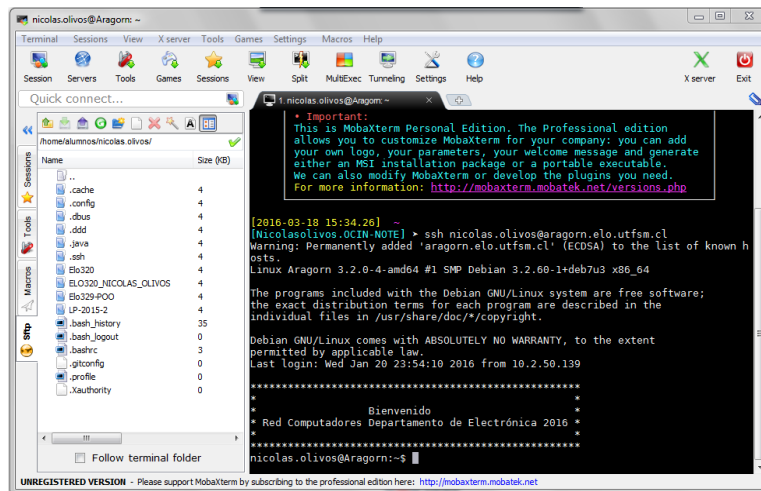 nicolas.olivos@Aragorn: ~
Terminal Sessions View X server Tools Games Settings Macros Help
Session Servers Tools Games Sessions View Split MultiExec Tunneling Settings Help X server Exit
Quick connect...
1. nicolas.olivos@Aragorn: ~
/home/alumnos/nicolas.olivos/
Name Size (KB)
..
.cache 4
.config 4
.dbus 4
.ddd 4
.java 4
.ssh 4
Elo320 4
ELO320_NICOLAS_OLIVOS 4
Elo329-POO 4
LP-2015-2 4
.bash_history 35
.bash_logout 0
.bashrc 3
.gitconfig 0
.profile 0
.Xauthority 0
Sessions
Tools
Macros
Sftp
Follow terminal folder
• Important:
This is MobaXterm Personal Edition. The Professional edition
allows you to customize MobaXterm for your company: you can add
your own logo, your parameters, your welcome message and generate
either an MSI installation package or a portable executable.
We can also modify MobaXterm or develop the plugins you need.
For more information: http://mobaxterm.mobatek.net/versions.php
[2016-03-18 15:34.26] ~
[Nicolasolivos.OCIN-NOTE] ➤ ssh nicolas.olivos@aragorn.elo.utfsm.cl
Warning: Permanently added 'aragorn.elo.utfsm.cl' (ECDSA) to the list of known h
osts.
Linux Aragorn 3.2.0-4-amd64 #1 SMP Debian 3.2.60-1+deb7u3 x86_64
The programs included with the Debian GNU/Linux system are free software;
the exact distribution terms for each program are described in the
individual files in /usr/share/doc/*/copyright.
Debian GNU/Linux comes with ABSOLUTELY NO WARRANTY, to the extent
permitted by applicable law.
Last login: Wed Jan 20 23:54:10 2016 from 10.2.50.139
******************************************************
* *
* Bienvenido *
* Red Computadores Departamento de Electrónica 2016 *
* *
******************************************************
nicolas.olivos@Aragorn:~$
UNREGISTERED VERSION - Please support MobaXterm by subscribing to the professional edition here: http://mobaxterm.mobatek.net